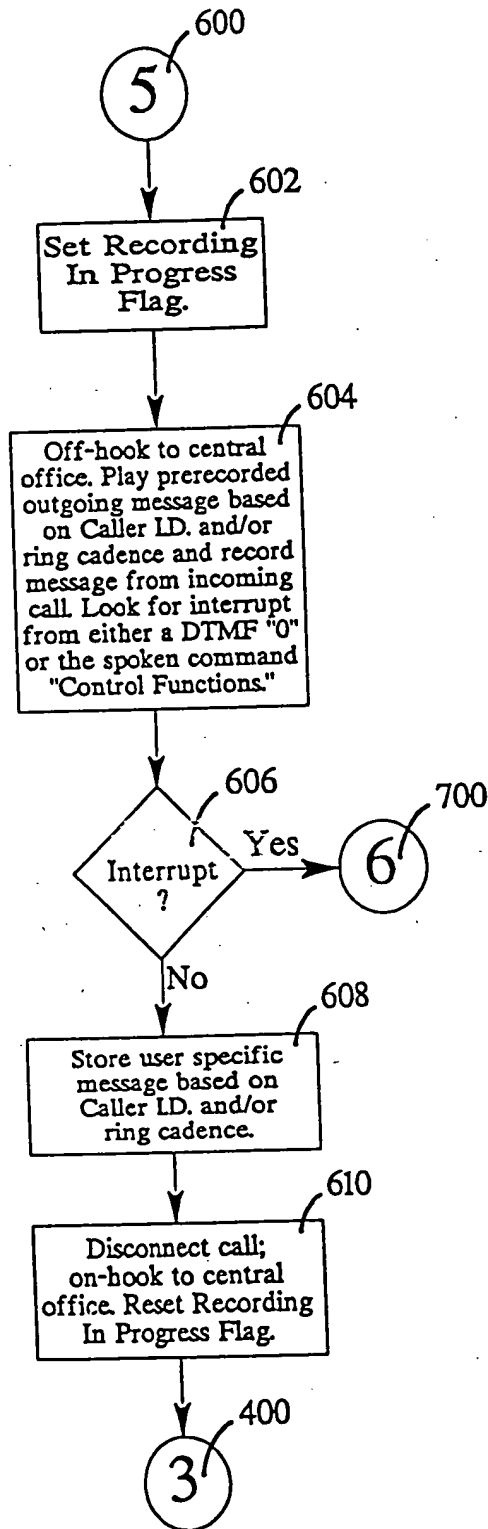 600
5
602
Set Recording
In Progress
Flag.
604
Off-hook to central
office. Play prerecorded
outgoing message based
on Caller I.D. and/or
ring cadence and record
message from incoming
call. Look for interrupt
from either a DTMF "0"
or the spoken command
"Control Functions."
606
Interrupt
?
Yes
700
6
No
608
Store user specific
message based on
Caller I.D. and/or
ring cadence.
610
Disconnect call;
on-hook to central
office. Reset Recording
In Progress Flag.
400
3